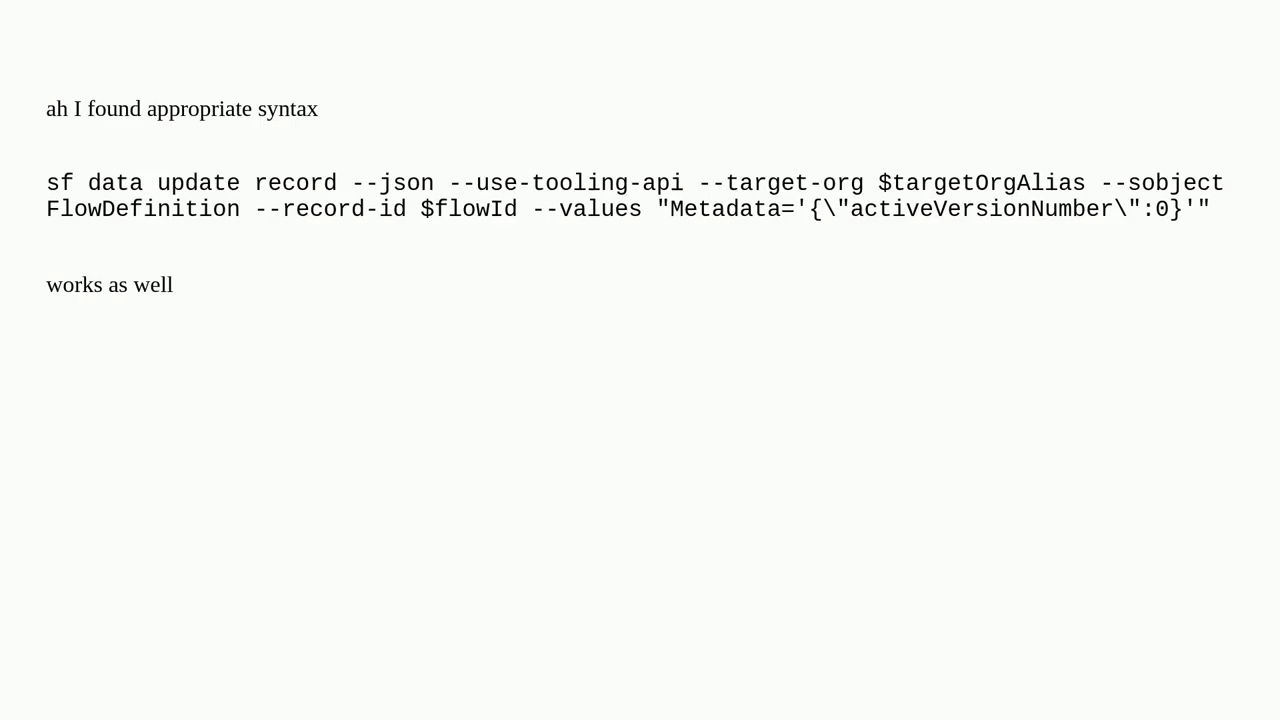 ah I found appropriate syntax
sf data update record --json --use-tooling-api --target-org $targetOrgAlias --sobject
FlowDefinition --record-id $flowId --values "Metadata='{\"activeVersionNumber\":0}'"
works as well